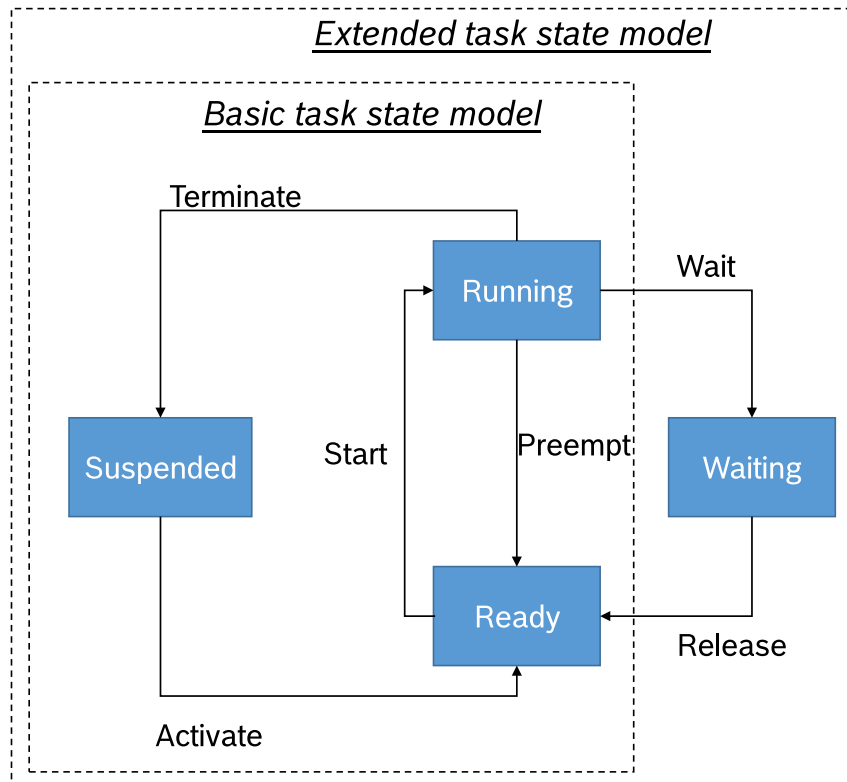 Extended task state model
Basic task state model
Terminate
Running
Wait
Suspended
Start
Preempt
Waiting
Ready
Release
Activate